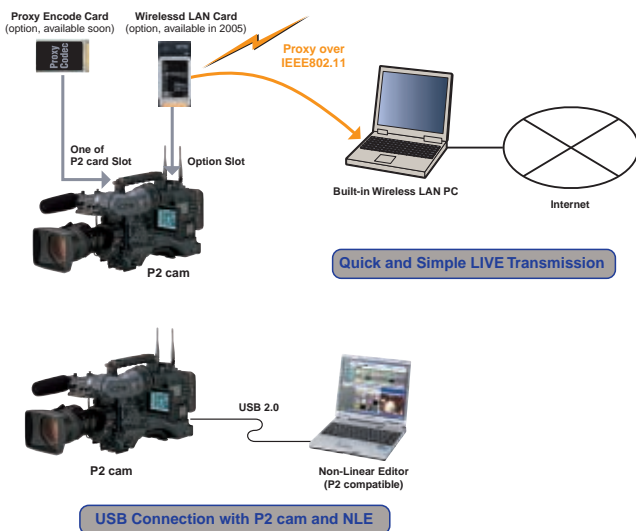 Proxy Encode Card
(option, available soon)
Wirelessd LAN Card
(option, available in 2005)
Proxy
Codec
Proxy over
IEEE802.11
One of
P2 card Slot
Option Slot
Built-in Wireless LAN PC
Internet
P2 cam
Quick and Simple LIVE Transmission
USB 2.0
P2 cam
Non-Linear Editor
(P2 compatible)
USB Connection with P2 cam and NLE